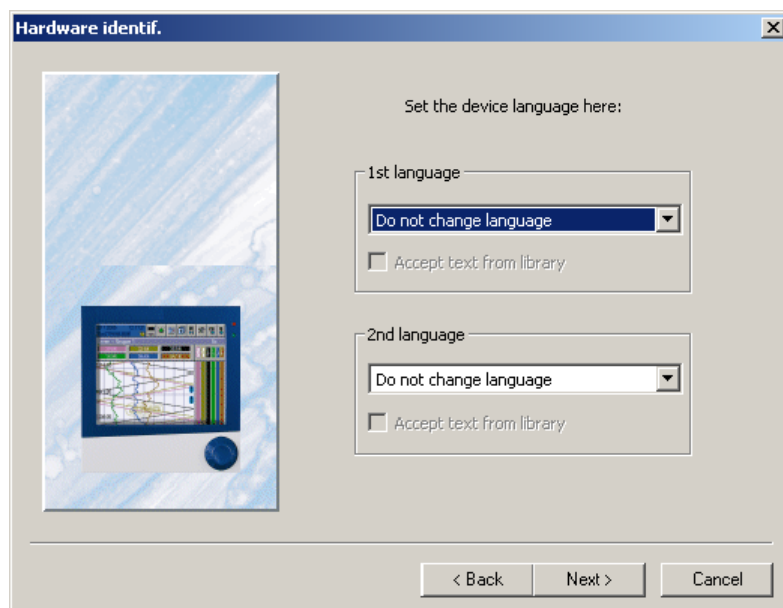 Hardware identif.
Set the device language here:
1st language
Do not change language
Accept text from library
2nd language
Do not change language
Accept text from library
< Back
Next >
Cancel